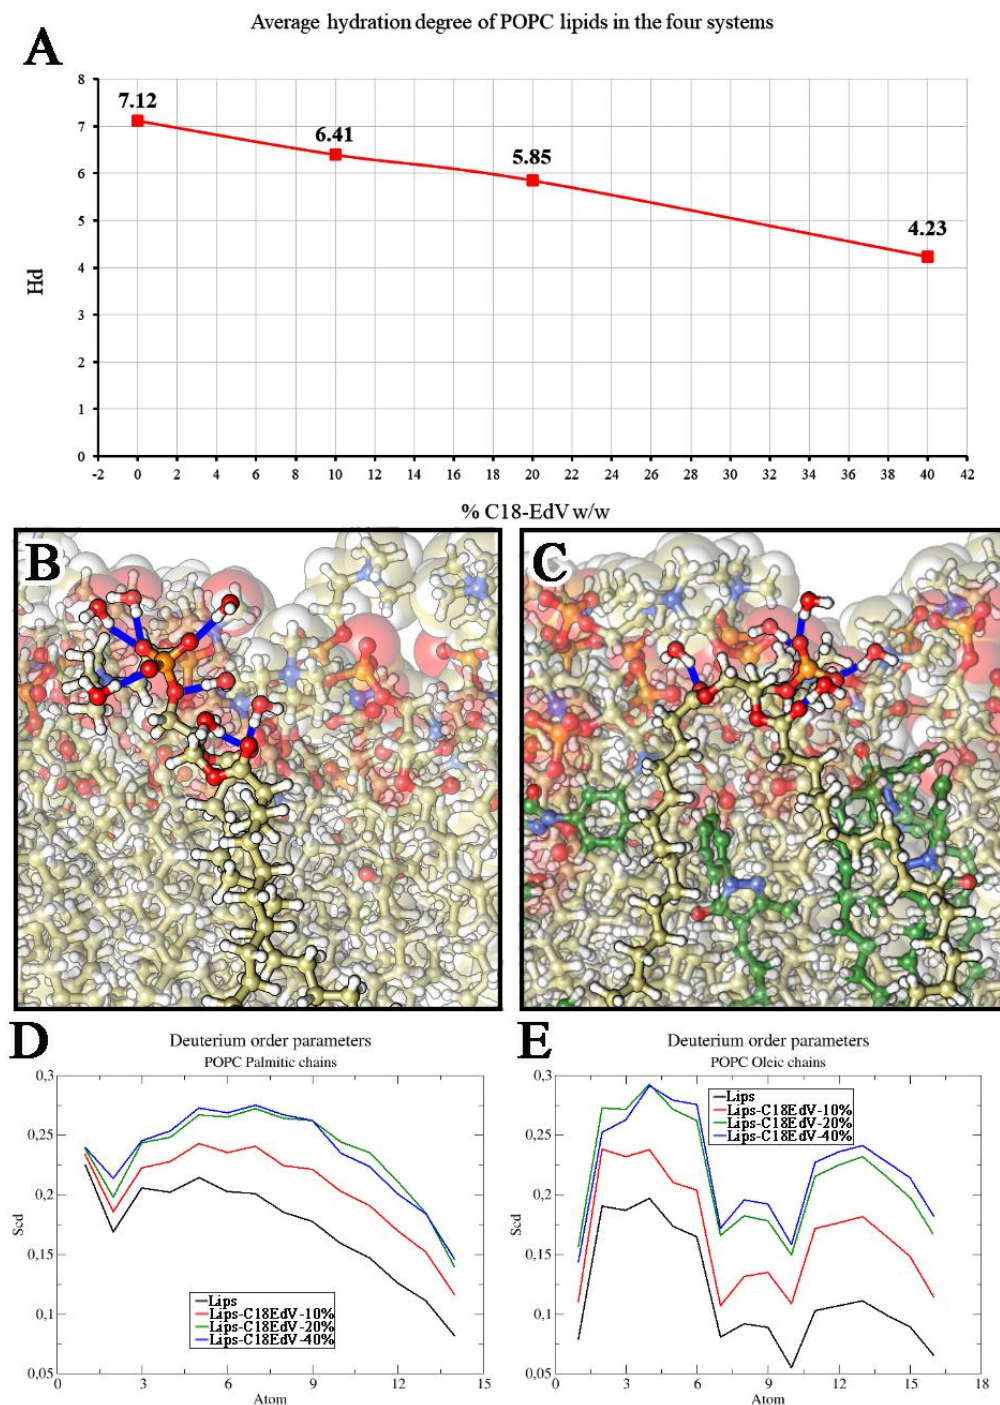 Average hydration degree of POPC lipids in the four systems
A
8
7
6
5
4
3
2
1
0
Hd
7.12
6.41
5.85
4.23
-2 0 2 4 6 8 10 12 14 16 18 20 22 24 26 28 30 32 34 36 38 40 42
% C18-EdV w/w
B
C
D
Deuterium order parameters
POPC Palmitic chains
0,3
0,25
0,2
0,15
0,1
0,05
Scd
Lips
Lips-C18EdV-10%
Lips-C18EdV-20%
Lips-C18EdV-40%
0 3 6 9 12 15
Atom
E
Deuterium order parameters
POPC Oleic chains
0,3
0,25
0,2
0,15
0,1
0,05
Scd
Lips
Lips-C18EdV-10%
Lips-C18EdV-20%
Lips-C18EdV-40%
0 3 6 9 12 15 18
Atom